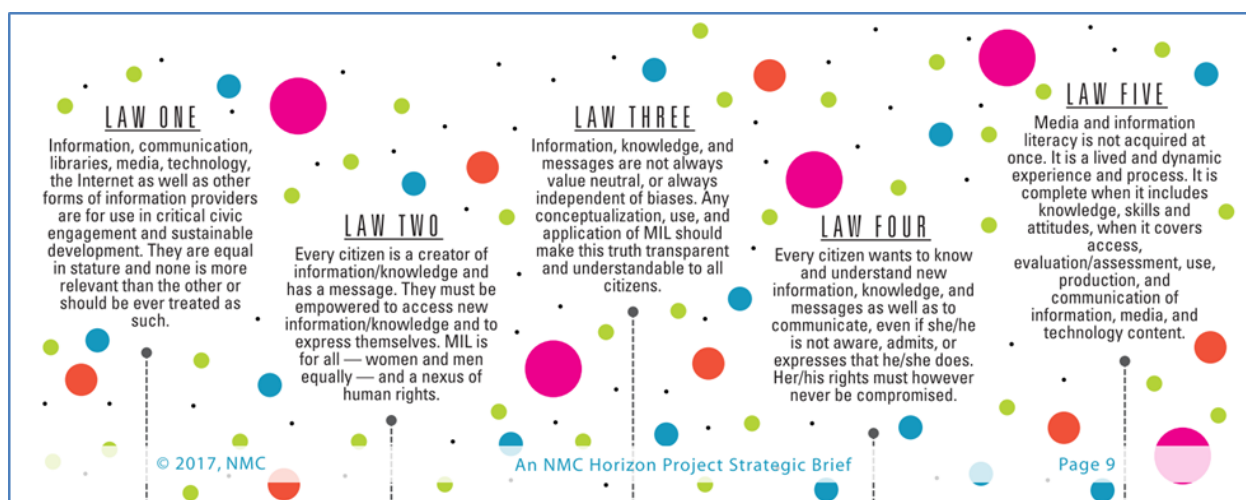 LAW ONE
Information, communication,
libraries, media, technology,
the Internet as well as other
forms of information providers
are for use in critical civic
engagement and sustainable
development. They are equal
in stature and none is more
relevant than the other or
should be ever treated as
such.
LAW TWO
Every citizen is a creator of
information/knowledge and
has a message. They must be
empowered to access new
information/knowledge and to
express themselves. MIL is
for all — women and men
equally — and a nexus of
human rights.
LAW THREE
Information, knowledge, and
messages are not always
value neutral, or always
independent of biases. Any
conceptualization, use, and
application of MIL should
make this truth transparent
and understandable to all
citizens.
LAW FOUR
Every citizen wants to know
and understand new
information, knowledge, and
messages as well as to
communicate, even if she/he
is not aware, admits, or
expresses that he/she does.
Her/his rights must however
never be compromised.
LAW FIVE
Media and information
literacy is not acquired at
once. It is a lived and dynamic
experience and process. It is
complete when it includes
knowledge, skills and
attitudes, when it covers
access,
evaluation/assessment, use,
production, and
communication of
information, media, and
technology content.
© 2017, NMC
An NMC Horizon Project Strategic Brief
Page 9